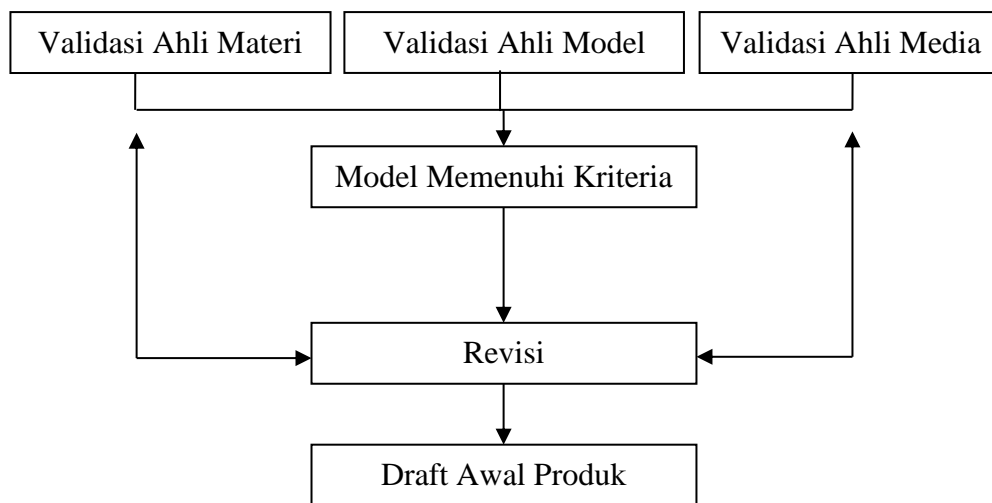 Validasi Ahli Materi
Validasi Ahli Model
Validasi Ahli Media
Model Memenuhi Kriteria
Revisi
Draft Awal Produk